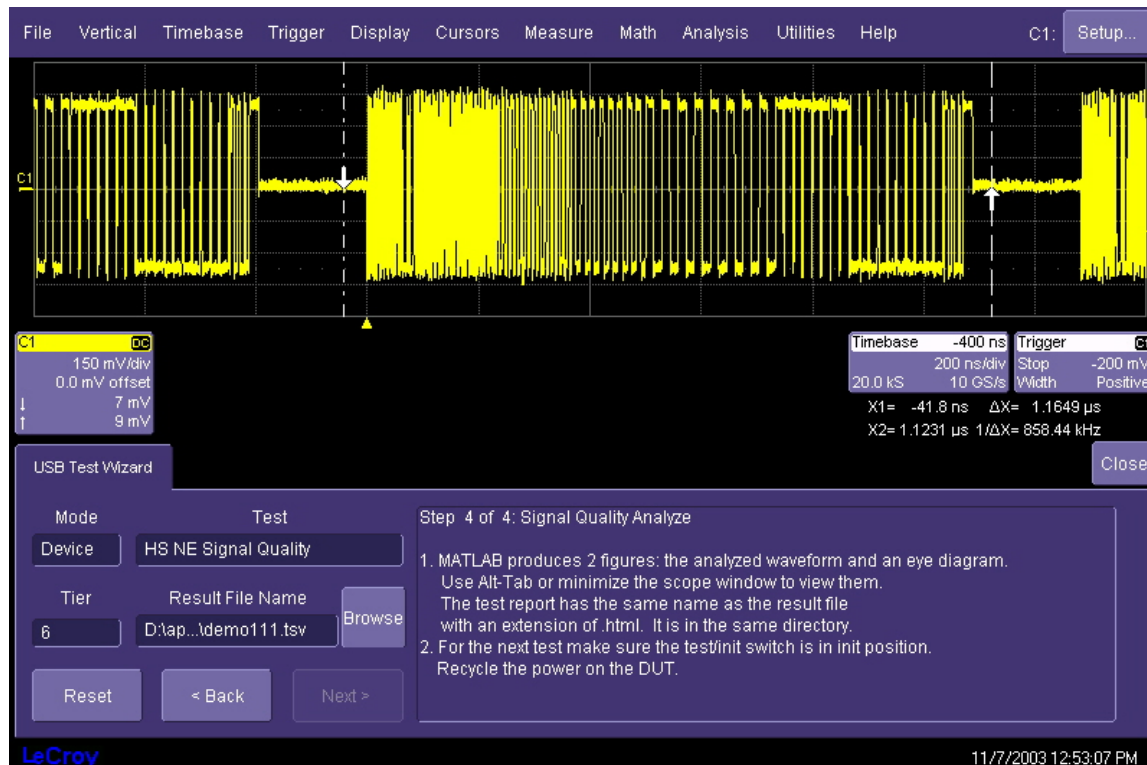 File Vertical Timebase Trigger Display Cursors Measure Math Analysis Utilities Help C1: Setup...
C1
C1 DC
150 mV/div
0.0 mV offset
↓ 7 mV
↑ 9 mV
Timebase -400 ns
200 ns/div
20.0 kS 10 GS/s
Trigger C1
Stop -200 mV
Width Positive
X1= -41.8 ns ΔX= 1.1649 µs
X2= 1.1231 µs 1/ΔX= 858.44 kHz
USB Test Wizard
Close
Mode Test
Device HS NE Signal Quality
Tier Result File Name
6 D:\ap...\demo111.tsv Browse
Reset < Back Next >
Step 4 of 4: Signal Quality Analyze
1. MATLAB produces 2 figures: the analyzed waveform and an eye diagram.
Use Alt-Tab or minimize the scope window to view them.
The test report has the same name as the result file
with an extension of .html. It is in the same directory.
2. For the next test make sure the test/init switch is in init position.
Recycle the power on the DUT.
LeCroy
11/7/2003 12:53:07 PM